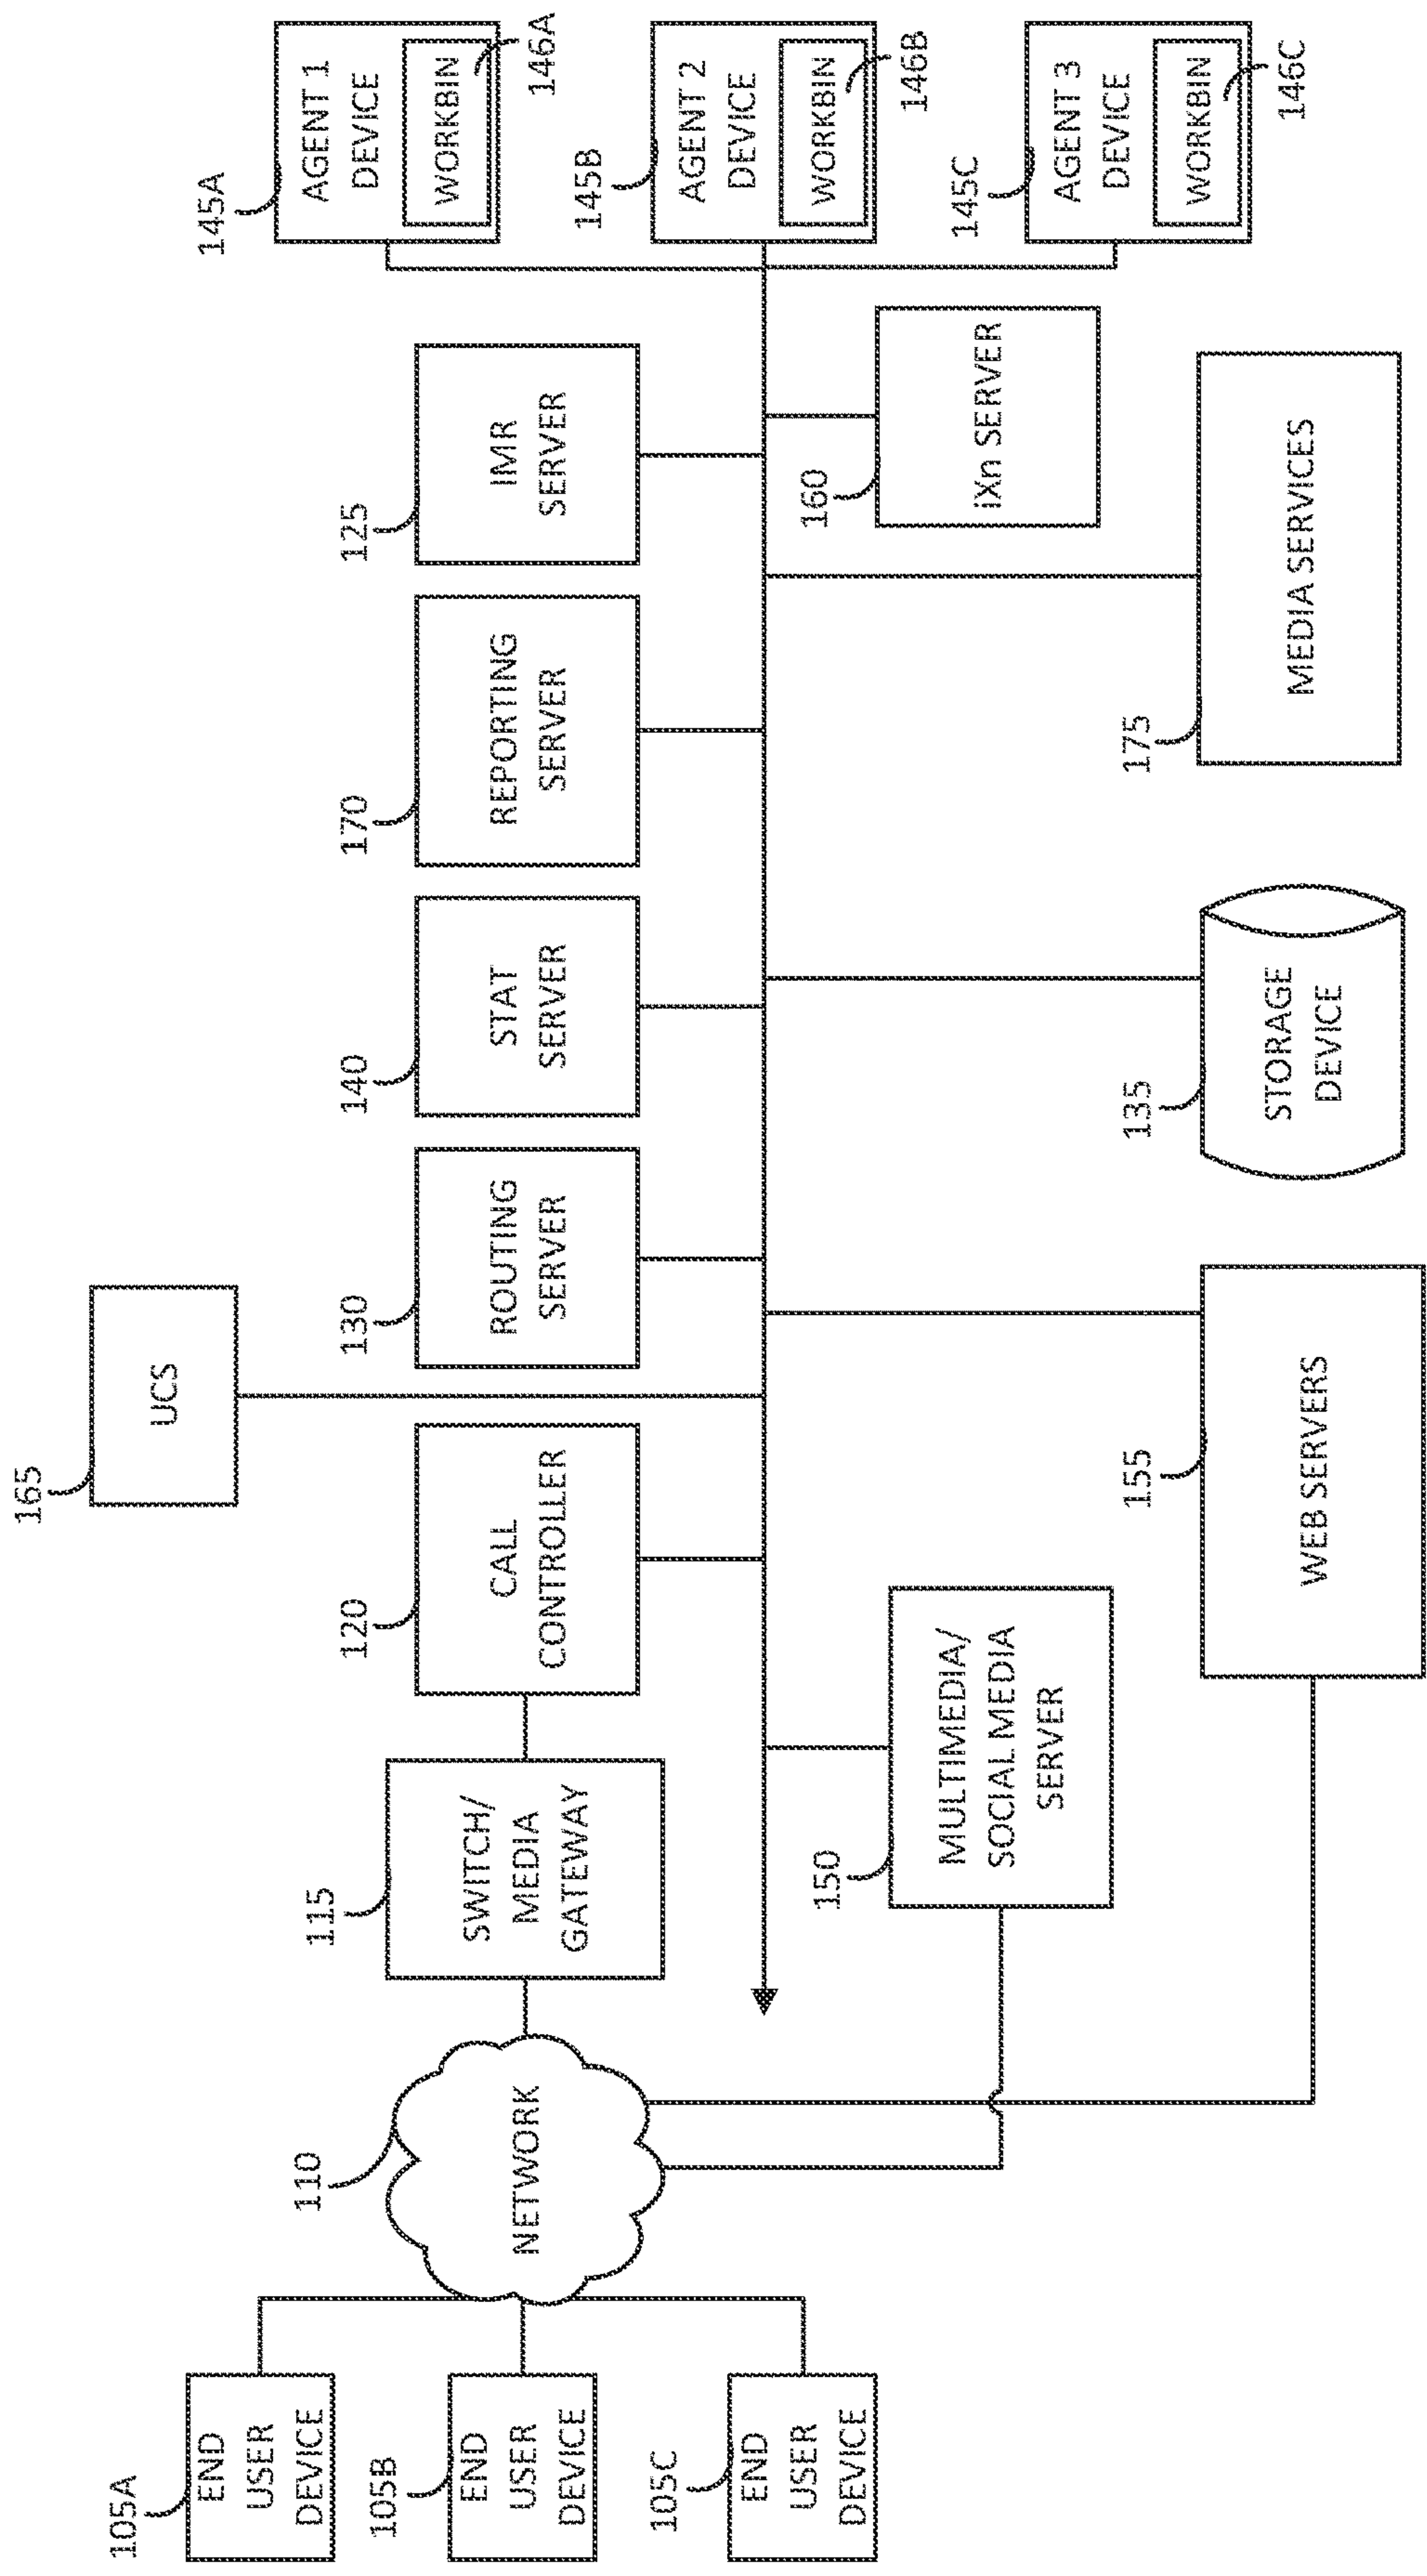 105A
END
USER
DEVICE
105B
END
USER
DEVICE
105C
END
USER
DEVICE
110
NETWORK
115
SWITCH/
MEDIA
GATEWAY
120
CALL
CONTROLLER
165
UCS
130
ROUTING
SERVER
140
STAT
SERVER
170
REPORTING
SERVER
125
IMR
SERVER
145A
AGENT 1
DEVICE
WORKBIN
146A
145B
AGENT 2
DEVICE
WORKBIN
146B
145C
AGENT 3
DEVICE
WORKBIN
146C
150
MULTIMEDIA/
SOCIAL MEDIA
SERVER
155
WEB SERVERS
135
STORAGE
DEVICE
175
MEDIA SERVICES
160
iXn SERVER